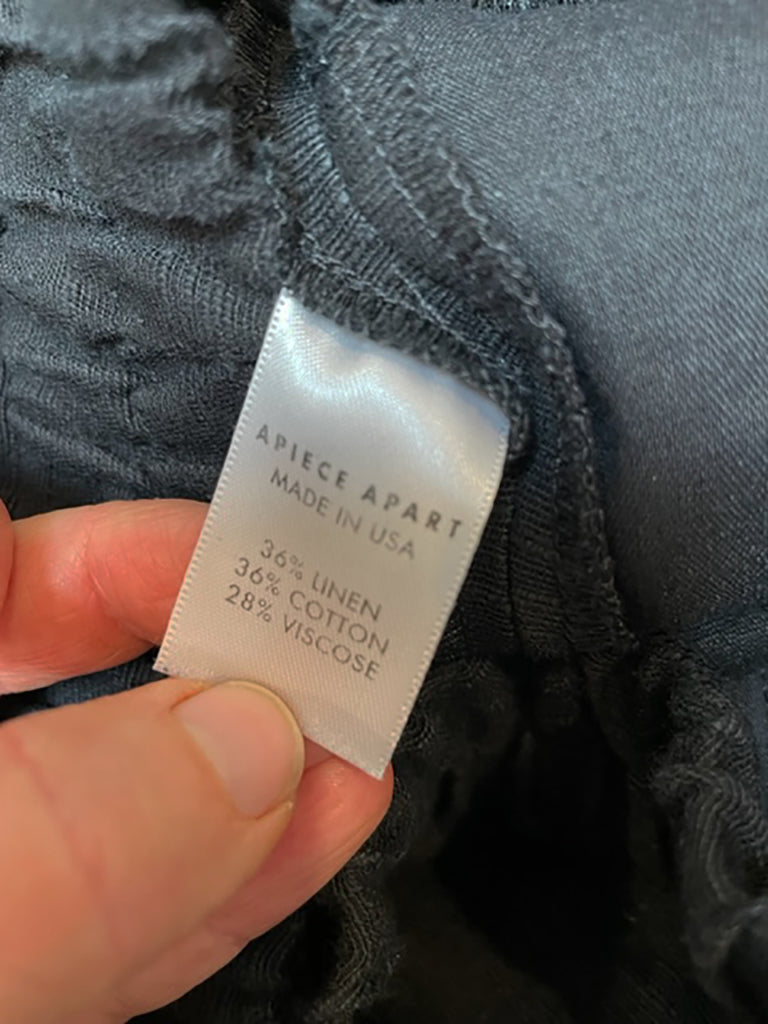 APIECE APART
MADE IN USA
36% LINEN
36% COTTON
28% VISCOSE